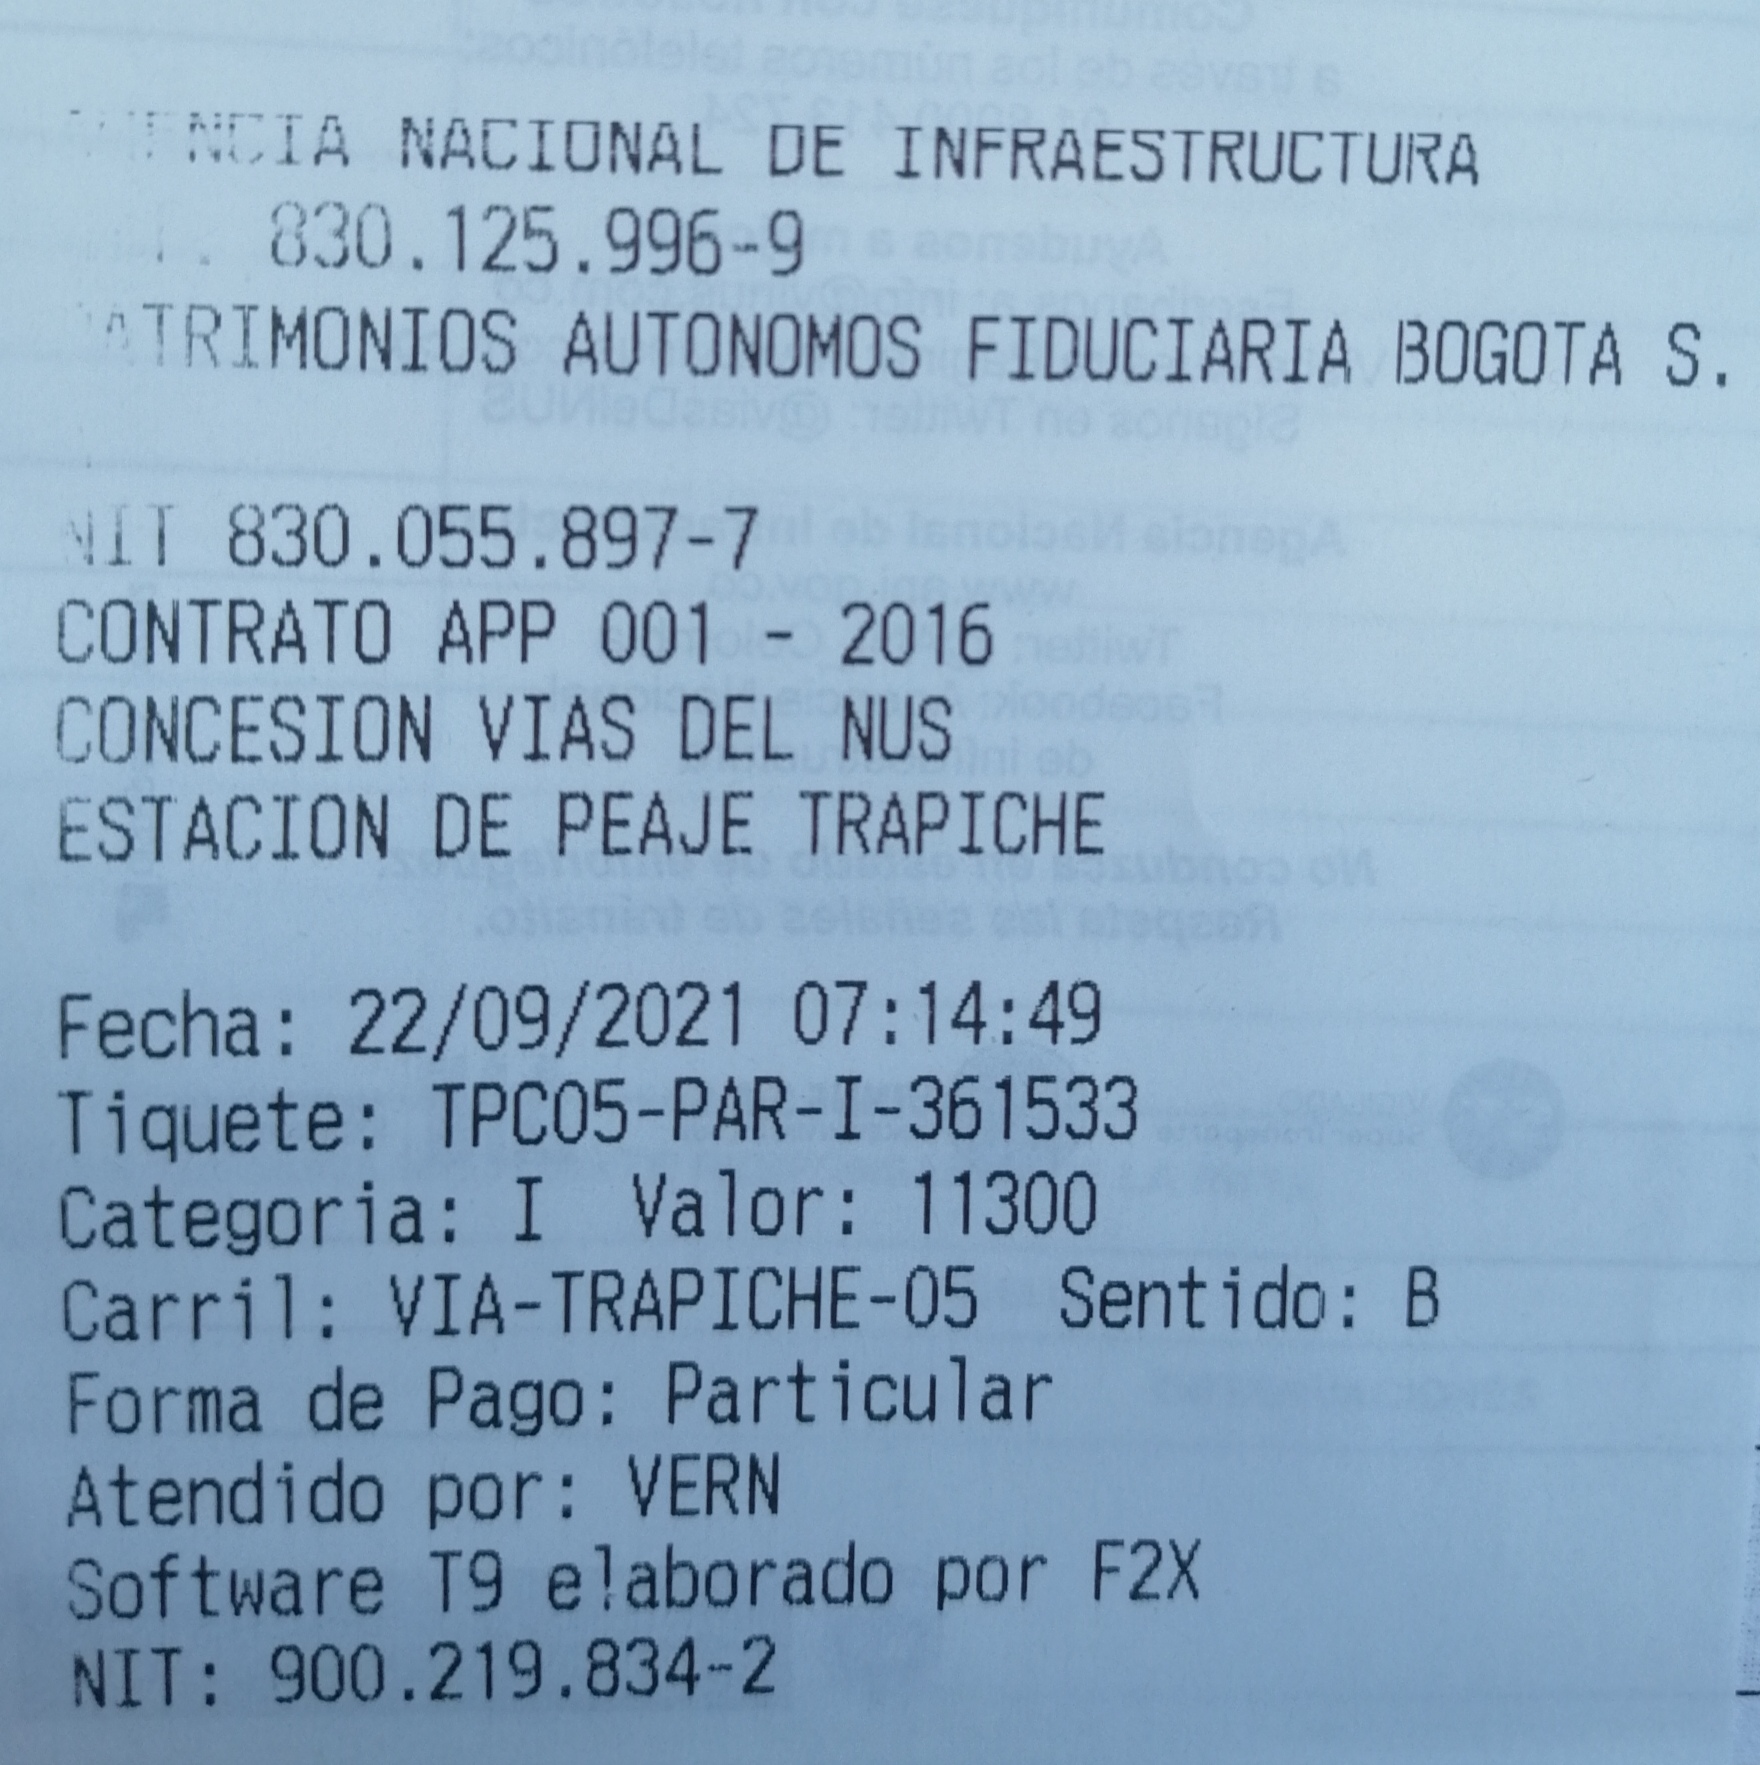 AGENCIA NACIONAL DE INFRAESTRUCTURA
830.125.996-9
PATRIMONIOS AUTONOMOS FIDUCIARIA BOGOTA S.
NIT 830.055.897-7
CONTRATO APP 001 - 2016
CONCESION VIAS DEL NUS
ESTACION DE PEAJE TRAPICHE
Fecha: 22/09/2021 07:14:49
Tiquete: TPC05-PAR-I-361533
Categoria: I Valor: 11300
Carril: VIA-TRAPICHE-05 Sentido: B
Forma de Pago: Particular
Atendido por: VERN
Software T9 elaborado por F2X
NIT: 900.219.834-2